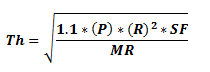 Th = √(1.1 * (P) * (R)² * SF / MR)